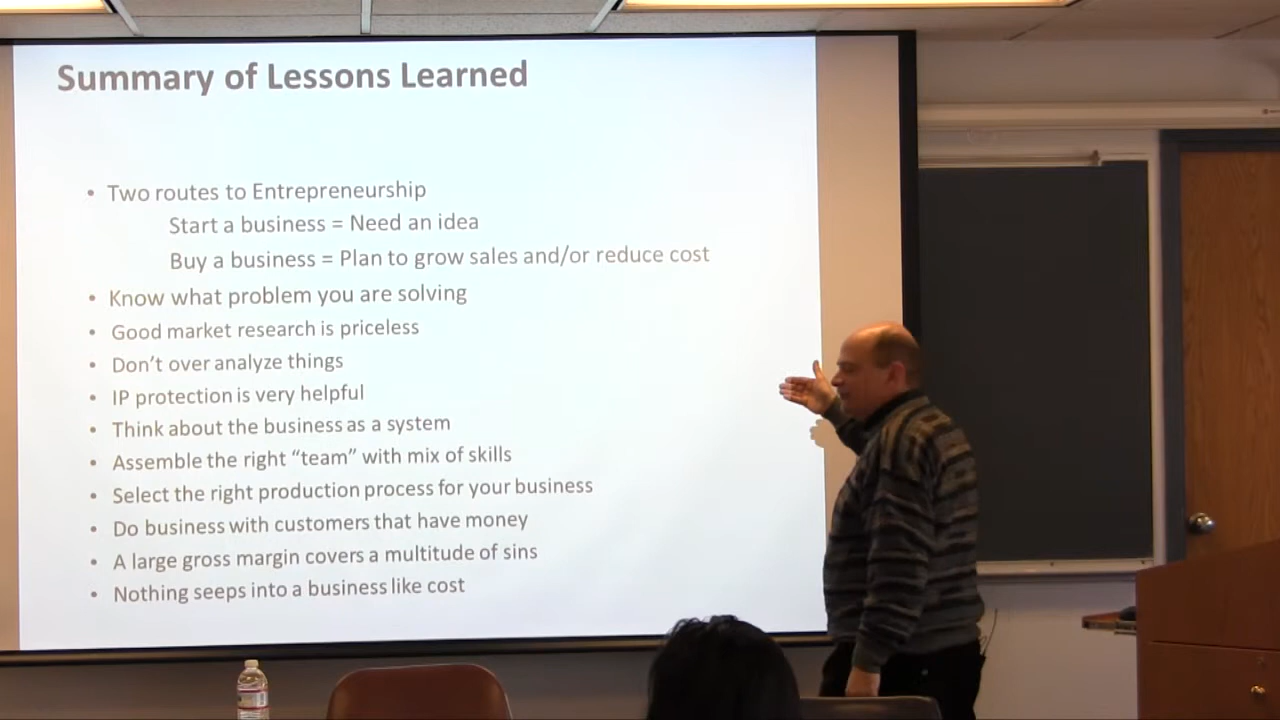 Summary of Lessons Learned
• Two routes to Entrepreneurship
Start a business = Need an idea
Buy a business = Plan to grow sales and/or reduce cost
• Know what problem you are solving
• Good market research is priceless
• Don't over analyze things
• IP protection is very helpful
• Think about the business as a system
• Assemble the right “team” with mix of skills
• Select the right production process for your business
• Do business with customers that have money
• A large gross margin covers a multitude of sins
• Nothing seeps into a business like cost